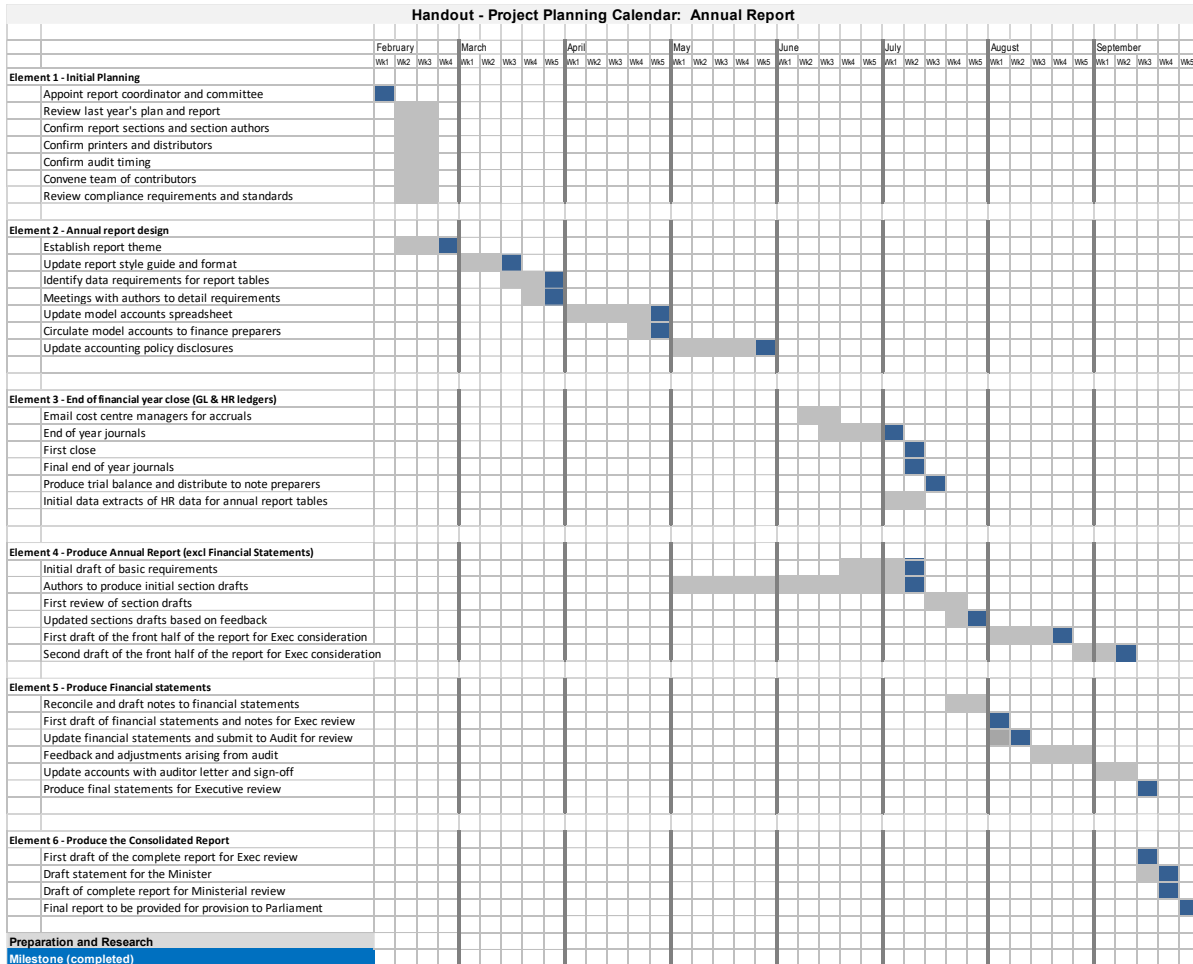 Handout - Project Planning Calendar: Annual Report
February March April May June July August September
Wk1 Wk2 Wk3 Wk4 Wk1 Wk2 Wk3 Wk4 Wk5 Wk1 Wk2 Wk3 Wk4 Wk5 Wk1 Wk2 Wk3 Wk4 Wk5 Wk1 Wk2 Wk3 Wk4 Wk5 Wk1 Wk2 Wk3 Wk4 Wk5 Wk1 Wk2 Wk3 Wk4 Wk5 Wk1 Wk2 Wk3 Wk4 Wk5
Element 1 - Initial Planning
Appoint report coordinator and committee
Review last year's plan and report
Confirm report sections and section authors
Confirm printers and distributors
Confirm audit timing
Convene team of contributors
Review compliance requirements and standards
Element 2 - Annual report design
Establish report theme
Update report style guide and format
Identify data requirements for report tables
Meetings with authors to detail requirements
Update model accounts spreadsheet
Circulate model accounts to finance preparers
Update accounting policy disclosures
Element 3 - End of financial year close (GL & HR ledgers)
Email cost centre managers for accruals
End of year journals
First close
Final end of year journals
Produce trial balance and distribute to note preparers
Initial data extracts of HR data for annual report tables
Element 4 - Produce Annual Report (excl Financial Statements)
Initial draft of basic requirements
Authors to produce initial section drafts
First review of section drafts
Updated sections drafts based on feedback
First draft of the front half of the report for Exec consideration
Second draft of the front half of the report for Exec consideration
Element 5 - Produce Financial statements
Reconcile and draft notes to financial statements
First draft of financial statements and notes for Exec review
Update financial statements and submit to Audit for review
Feedback and adjustments arising from audit
Update accounts with auditor letter and sign-off
Produce final statements for Executive review
Element 6 - Produce the Consolidated Report
First draft of the complete report for Exec review
Draft statement for the Minister
Draft of complete report for Ministerial review
Final report to be provided for provision to Parliament
Preparation and Research
Milestone (completed)